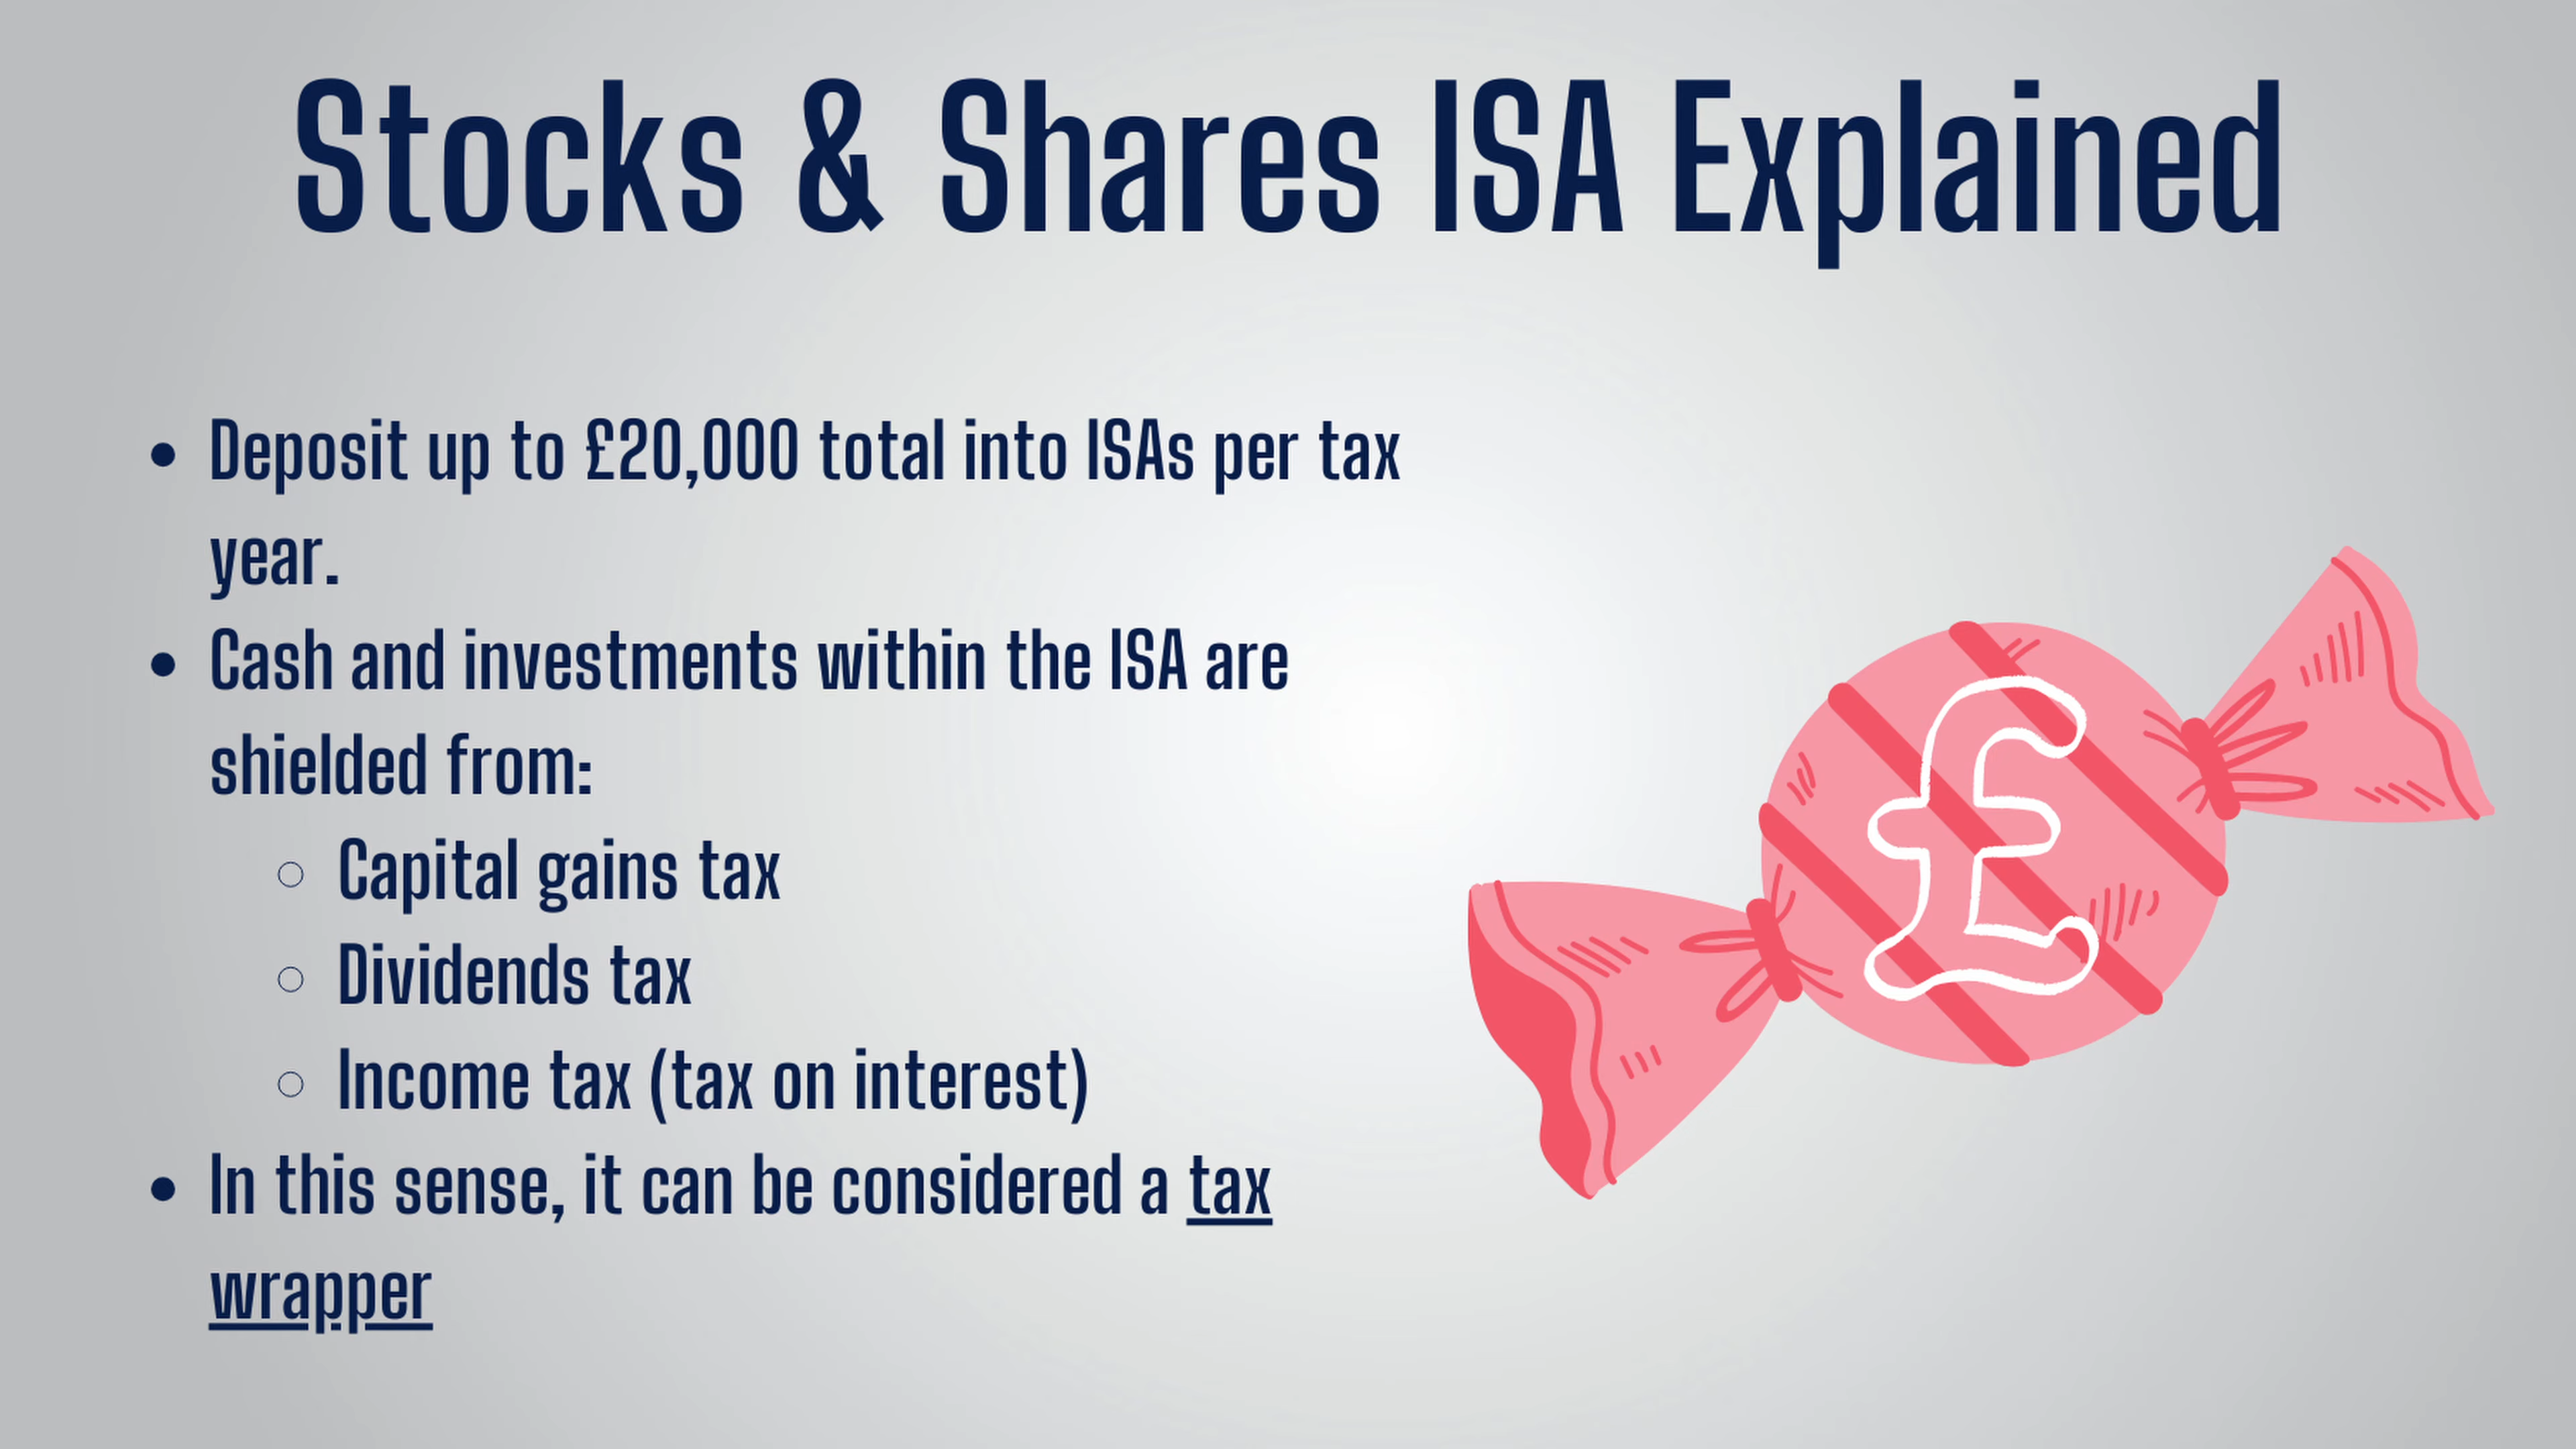 Stocks & Shares ISA Explained
• Deposit up to £20,000 total into ISAs per tax
year.
• Cash and investments within the ISA are
shielded from:
○ Capital gains tax
○ Dividends tax
○ Income tax (tax on interest)
• In this sense, it can be considered a tax
wrapper
£